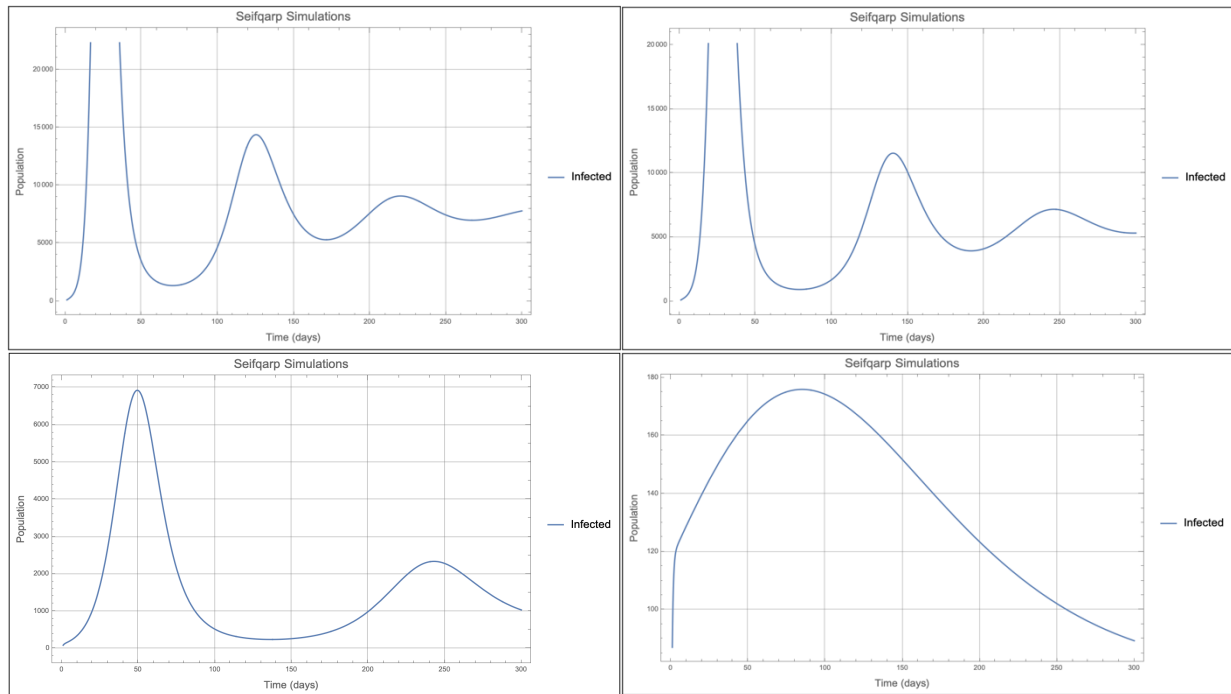 Seifqarp Simulations
20000
15000
10000
5000
0
Population
0 50 100 150 200 250 300
Time (days)
Infected
Seifqarp Simulations
20000
15000
10000
5000
0
Population
0 50 100 150 200 250 300
Time (days)
Infected
Seifqarp Simulations
7000
6000
5000
4000
3000
2000
1000
0
Population
0 50 100 150 200 250 300
Time (days)
Infected
Seifqarp Simulations
180
160
140
120
100
Population
0 50 100 150 200 250 300
Time (days)
Infected